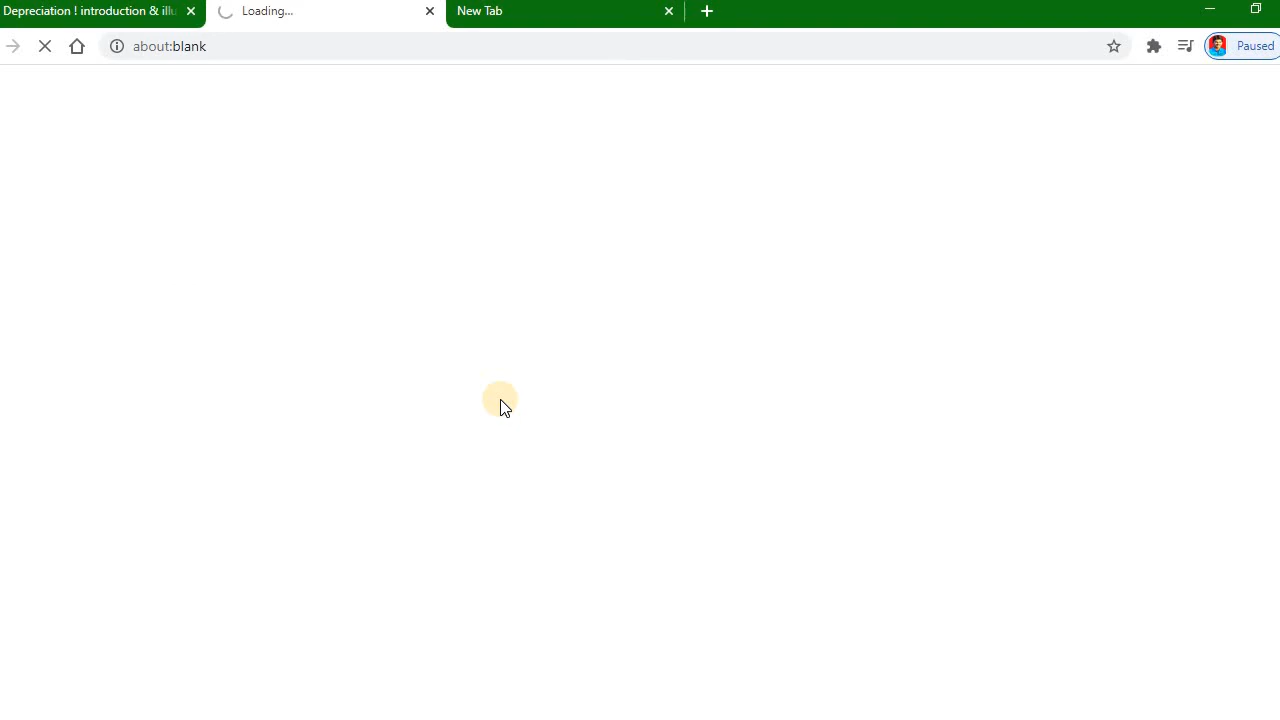 Depreciation ! introduction & illu
Loading...
New Tab
about:blank
Paused